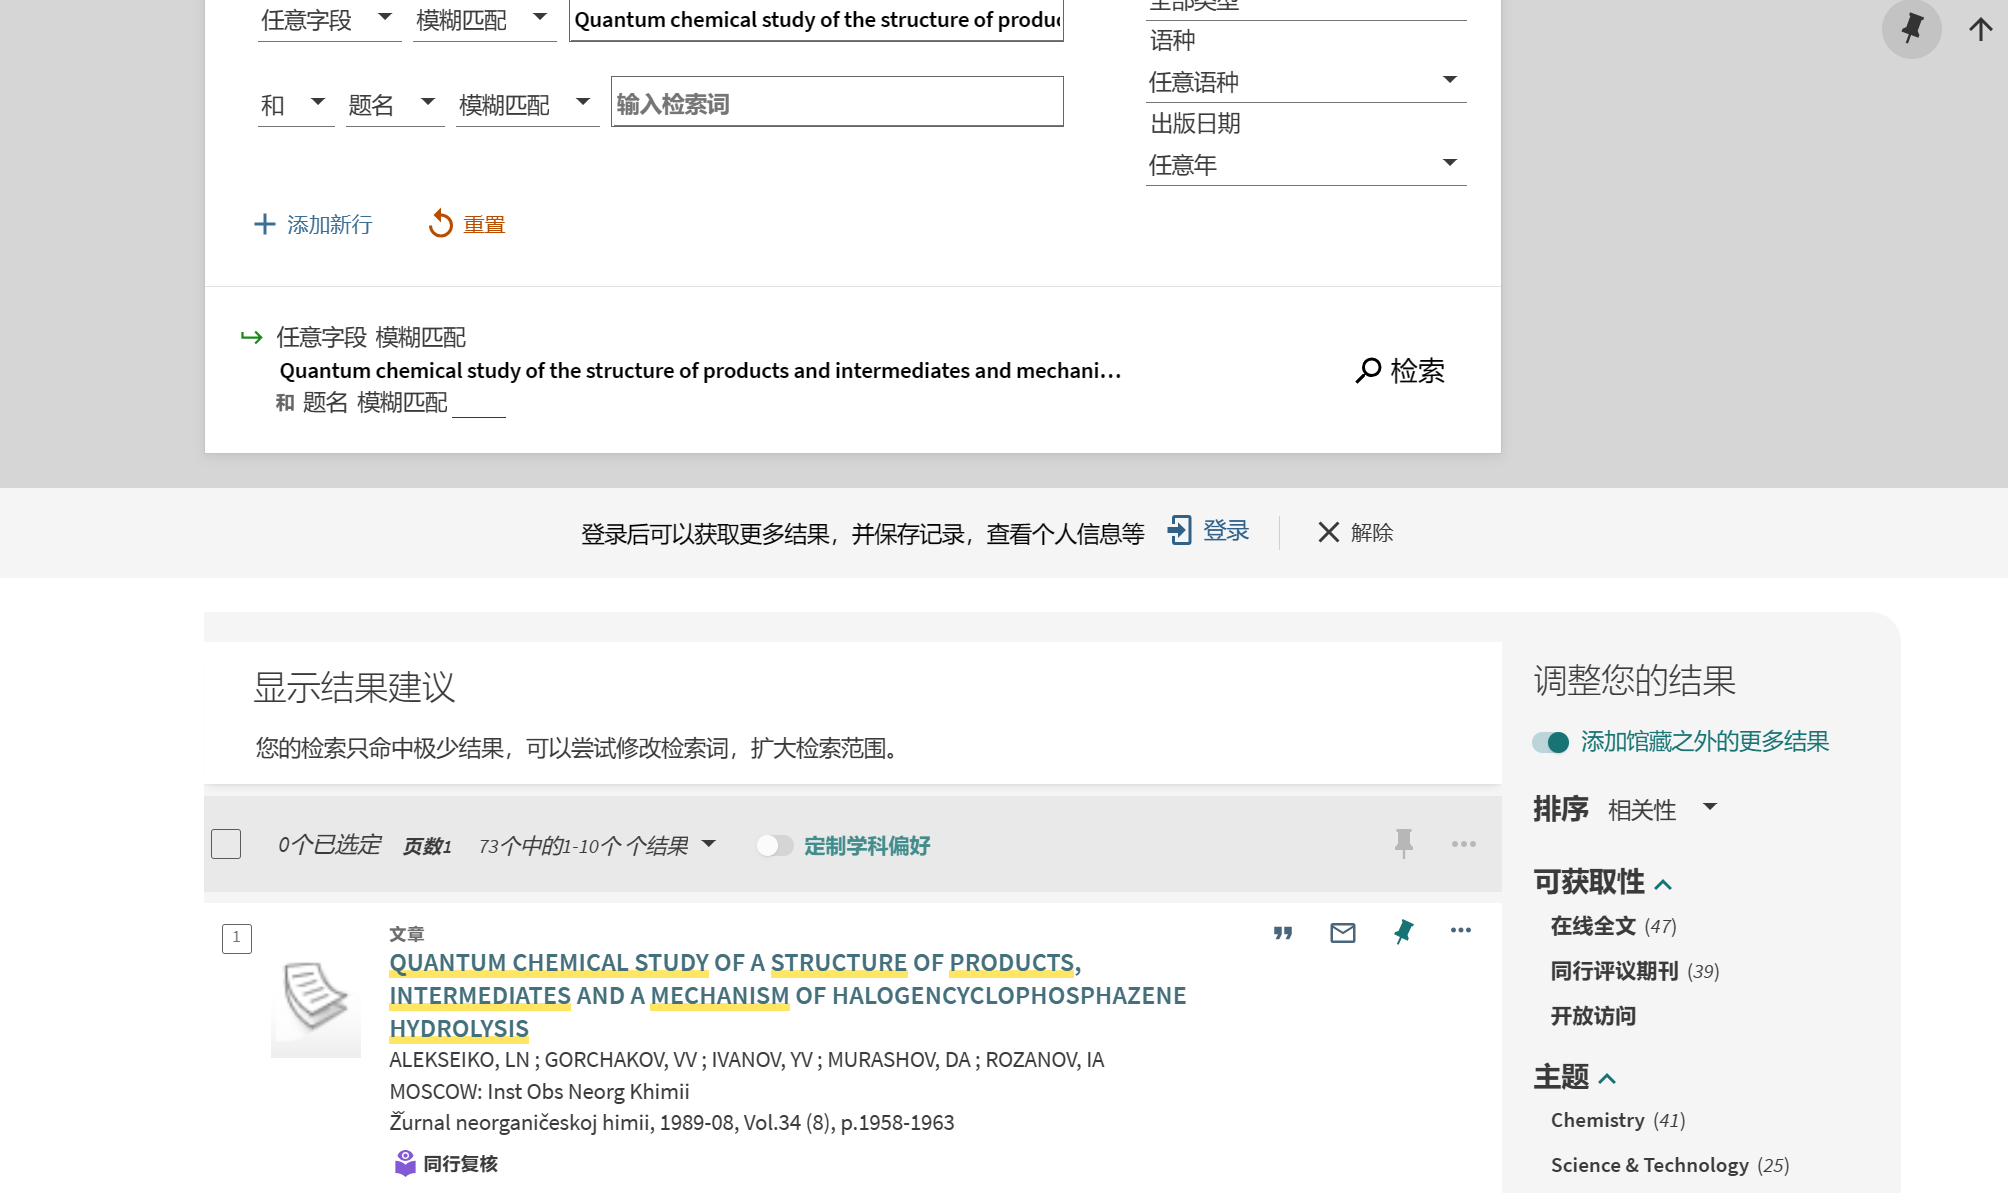 任意字段 模糊匹配 Quantum chemical study of the structure of produc
全部类型
语种
和 题名 模糊匹配 输入检索词
任意语种
出版日期
任意年
添加新行 重置
任意字段 模糊匹配
Quantum chemical study of the structure of products and intermediates and mechani...
和 题名 模糊匹配
检索
登录后可以获取更多结果，并保存记录，查看个人信息等 登录 解除
显示结果建议
您的检索只命中极少结果，可以尝试修改检索词，扩大检索范围。
0个已选定 页数1 73个中的1-10个 个结果 定制学科偏好
1
文章
QUANTUM CHEMICAL STUDY OF A STRUCTURE OF PRODUCTS,
INTERMEDIATES AND A MECHANISM OF HALOGENCYCLOPHOSPHAZENE
HYDROLYSIS
ALEKSEIKO, LN ; GORCHAKOV, VV ; IVANOV, YV ; MURASHOV, DA ; ROZANOV, IA
MOSCOW: Inst Obs Neorg Khimii
Žurnal neorganičeskoj himii, 1989-08, Vol.34 (8), p.1958-1963
同行复核
调整您的结果
添加馆藏之外的更多结果
排序 相关性
可获取性
在线全文 (47)
同行评议期刊 (39)
开放访问
主题
Chemistry (41)
Science & Technology (25)